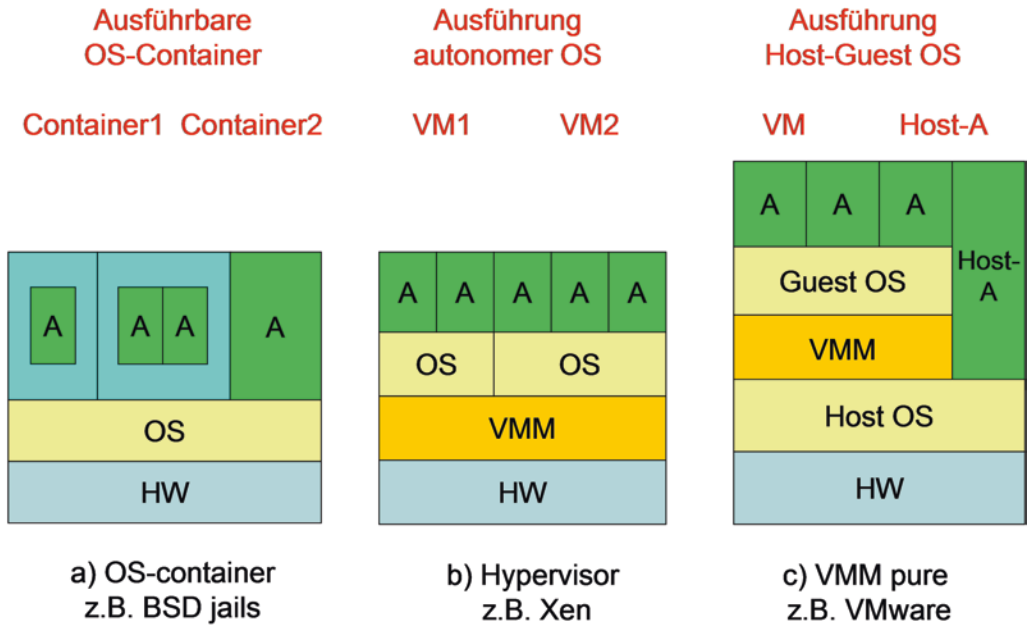 Ausführbare
OS-Container
Container1 Container2
A
A A
A
OS
HW
a) OS-container
z.B. BSD jails
Ausführung
autonomer OS
VM1 VM2
A A A A A
OS OS
VMM
HW
b) Hypervisor
z.B. Xen
Ausführung
Host-Guest OS
VM Host-A
A A A
Host-
A
Guest OS
VMM
Host OS
HW
c) VMM pure
z.B. VMware